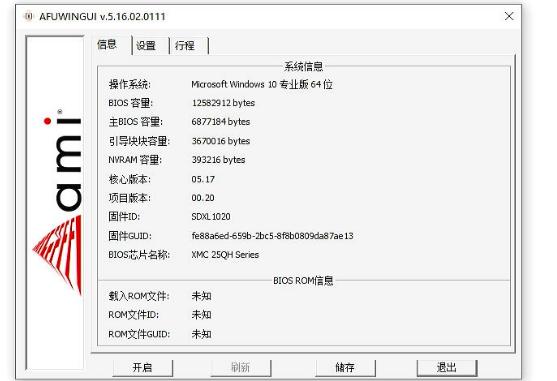 AFUWINGUI v.5.16.02.0111
信息 设置 行程
系统信息
操作系统: Microsoft Windows 10 专业版 64 位
BIOS 容量: 12582912 bytes
主BIOS 容量: 6877184 bytes
引导块块容量: 3670016 bytes
NVRAM 容量: 393216 bytes
核心版本: 05.17
项目版本: 00.20
固件ID: SDXL1020
固件GUID: fe88a6ed-659b-2bc5-8f8b0809da87ae13
BIOS芯片名称: XMC 25QH Series
BIOS ROM信息
载入ROM文件: 未知
ROM文件ID: 未知
ROM文件GUID: 未知
开启 刷新 储存 退出
ami